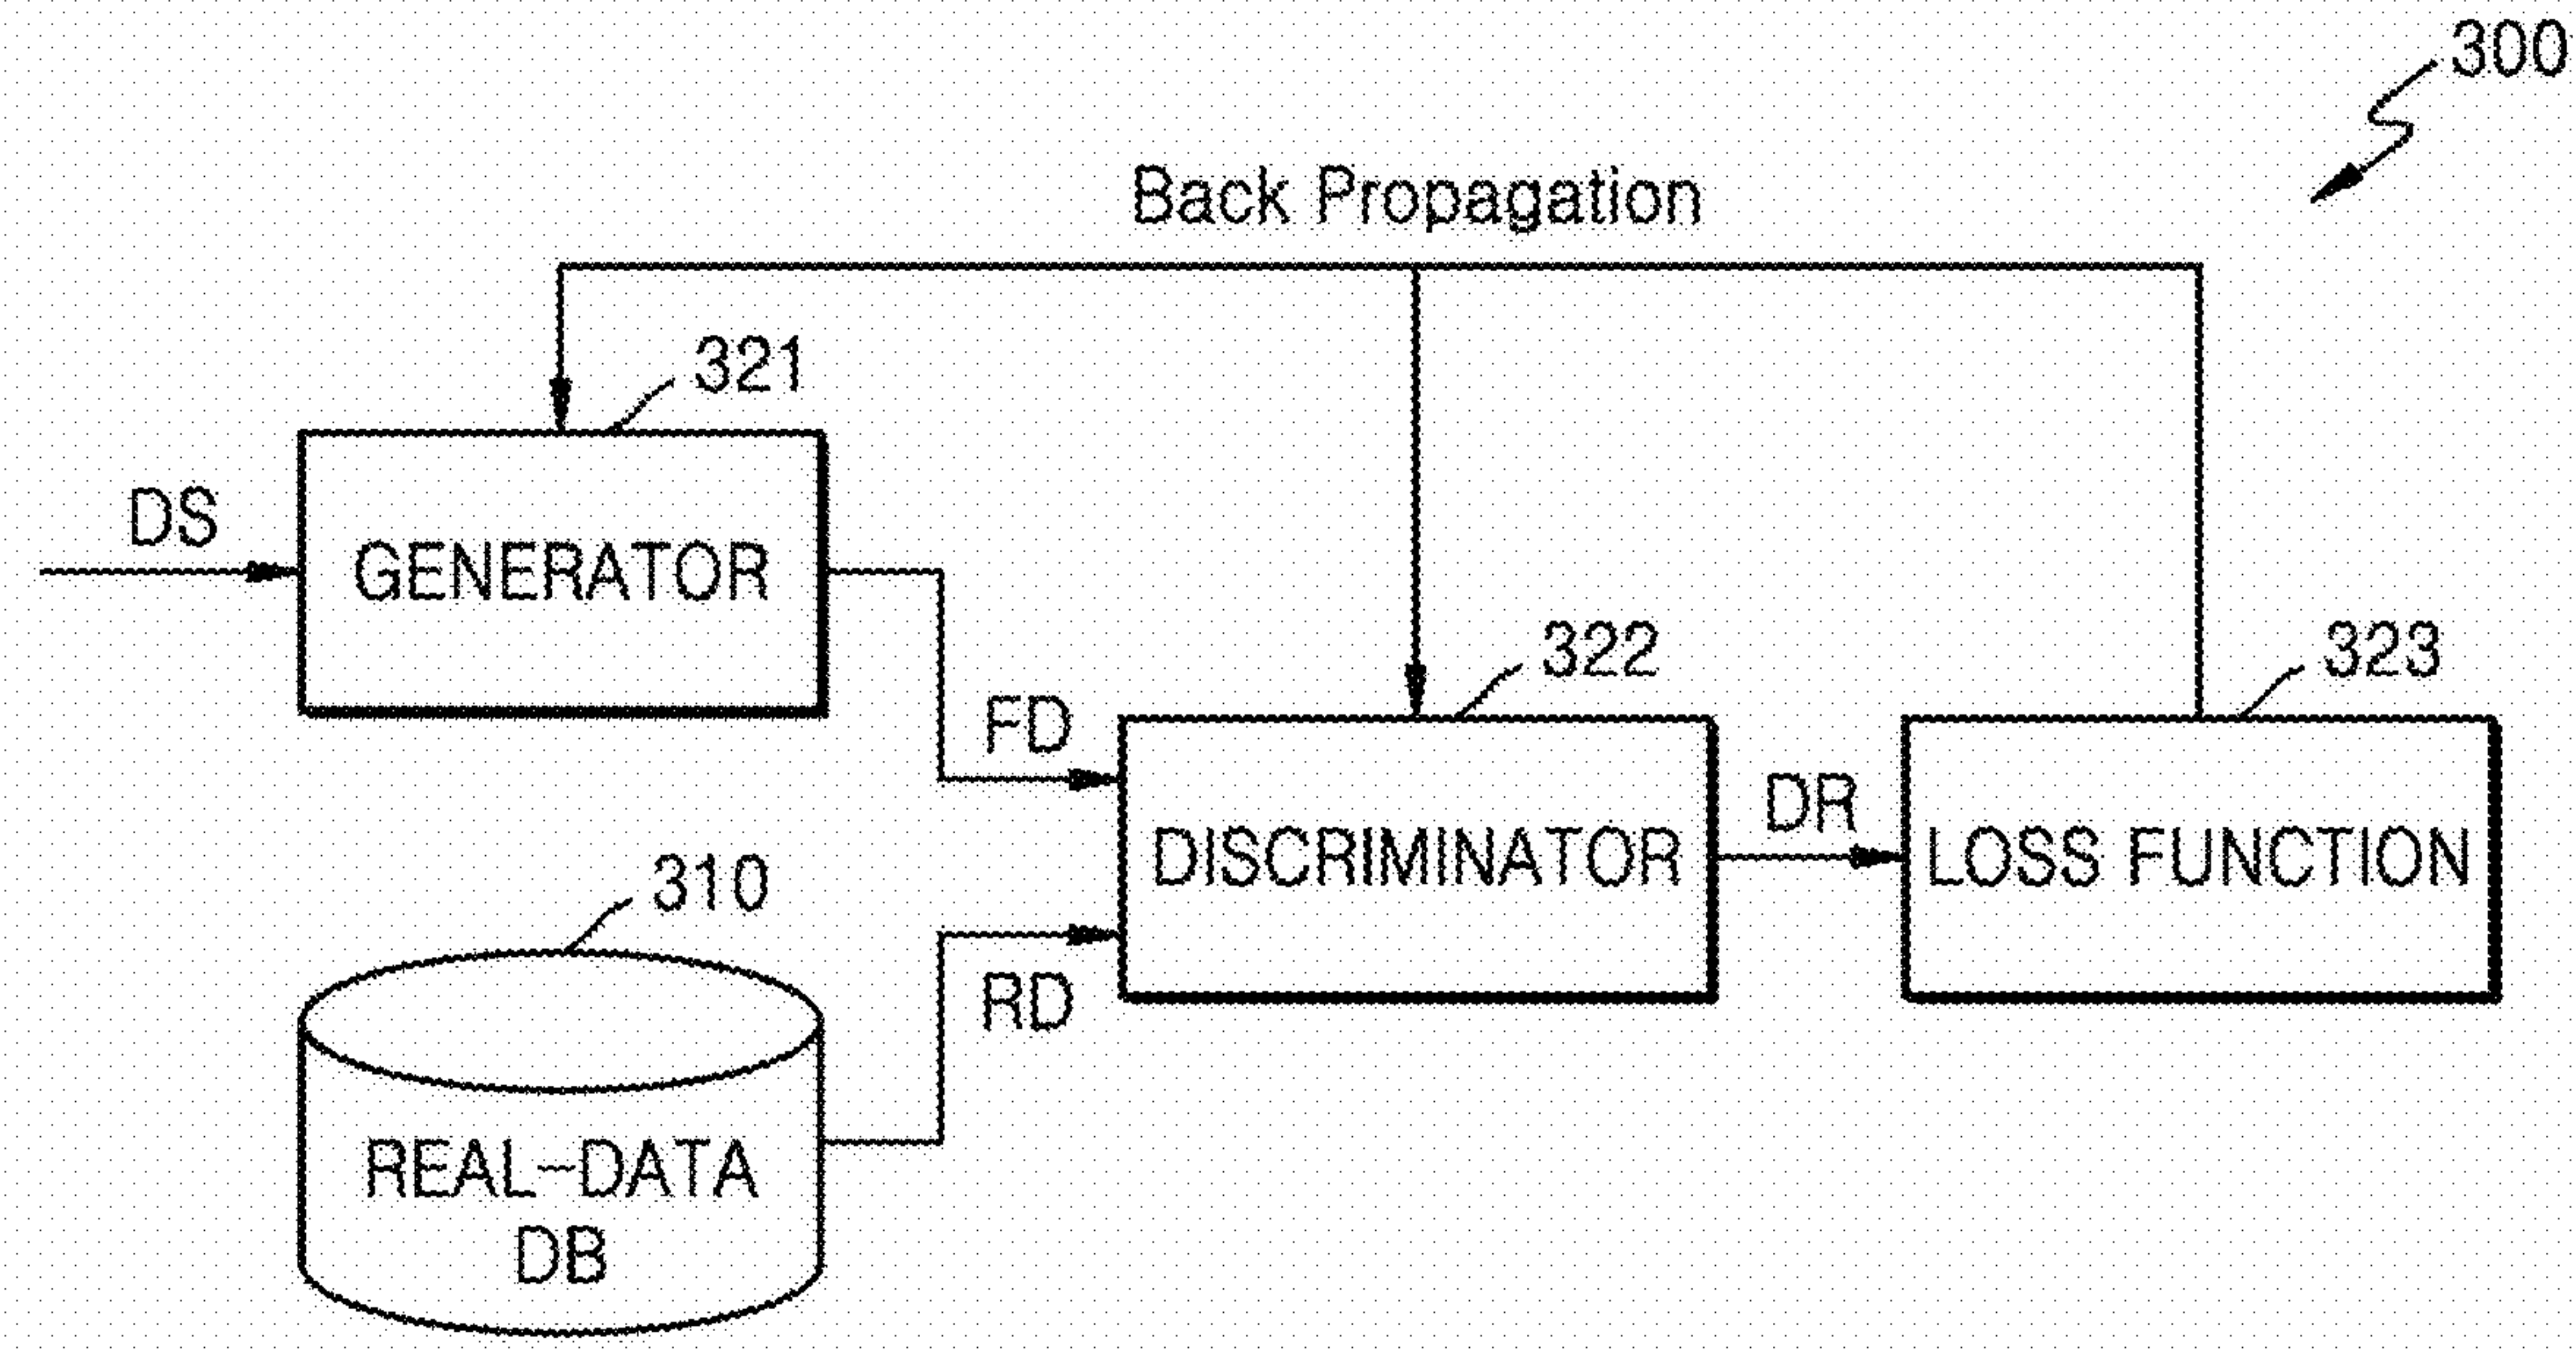 300
Back Propagation
321
DS
GENERATOR
322
323
FD
DR
DISCRIMINATOR
LOSS FUNCTION
310
RD
REAL-DATA
DB